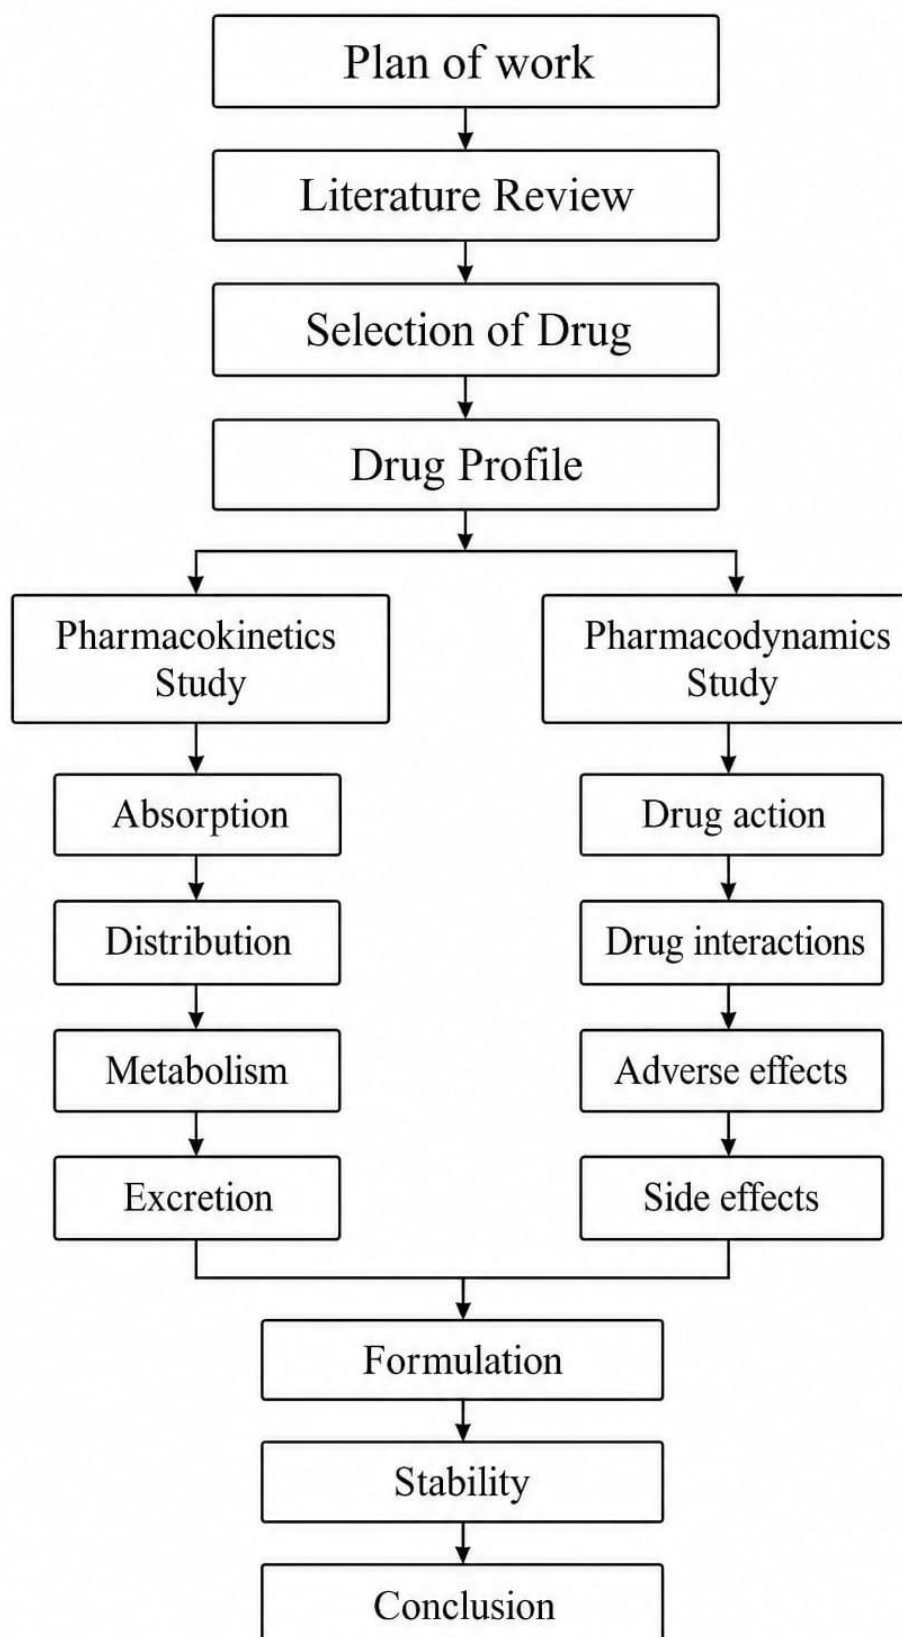 Plan of work
Literature Review
Selection of Drug
Drug Profile
Pharmacokinetics
Study
Absorption
Distribution
Metabolism
Excretion
Pharmacodynamics
Study
Drug action
Drug interactions
Adverse effects
Side effects
Formulation
Stability
Conclusion